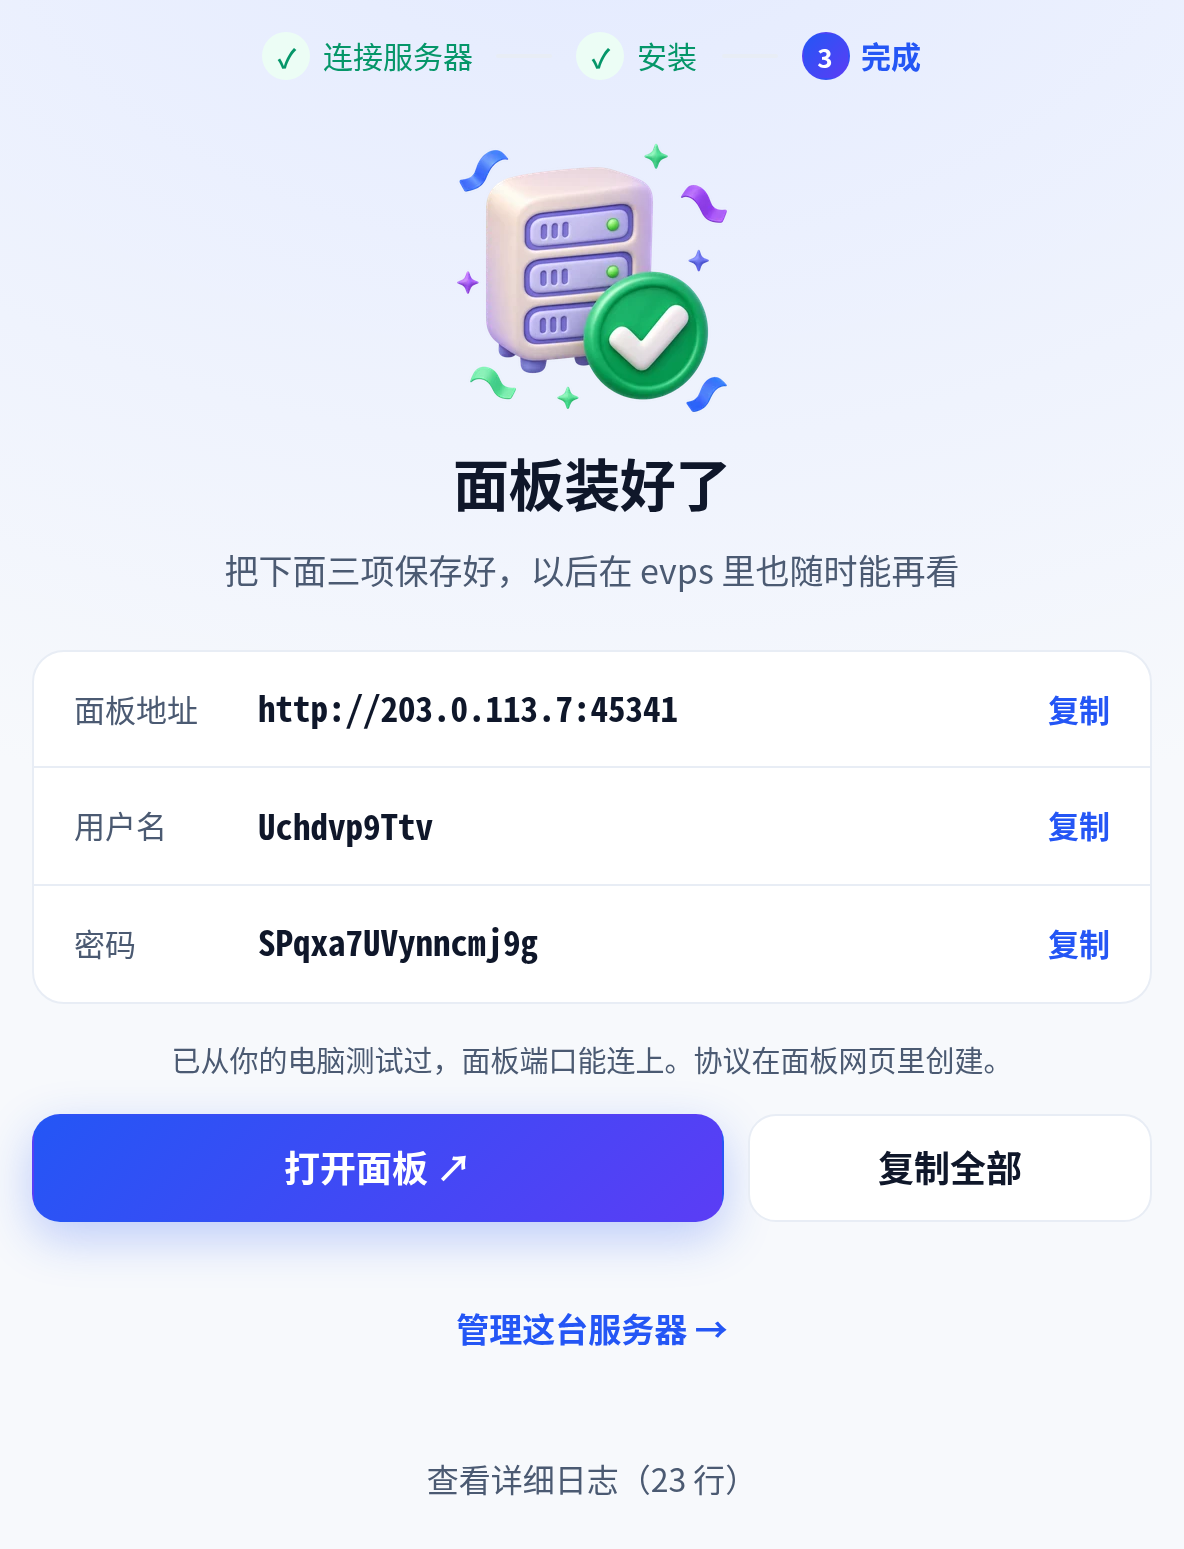 ✓ 连接服务器 ✓ 安装 3 完成
面板装好了
把下面三项保存好，以后在 evps 里也随时能再看
面板地址 http://203.0.113.7:45341 复制
用户名 Uchdvp9Ttv 复制
密码 SPqxa7UVynncmj9g 复制
已从你的电脑测试过，面板端口能连上。协议在面板网页里创建。
打开面板 ↗ 复制全部
管理这台服务器 →
查看详细日志（23 行）